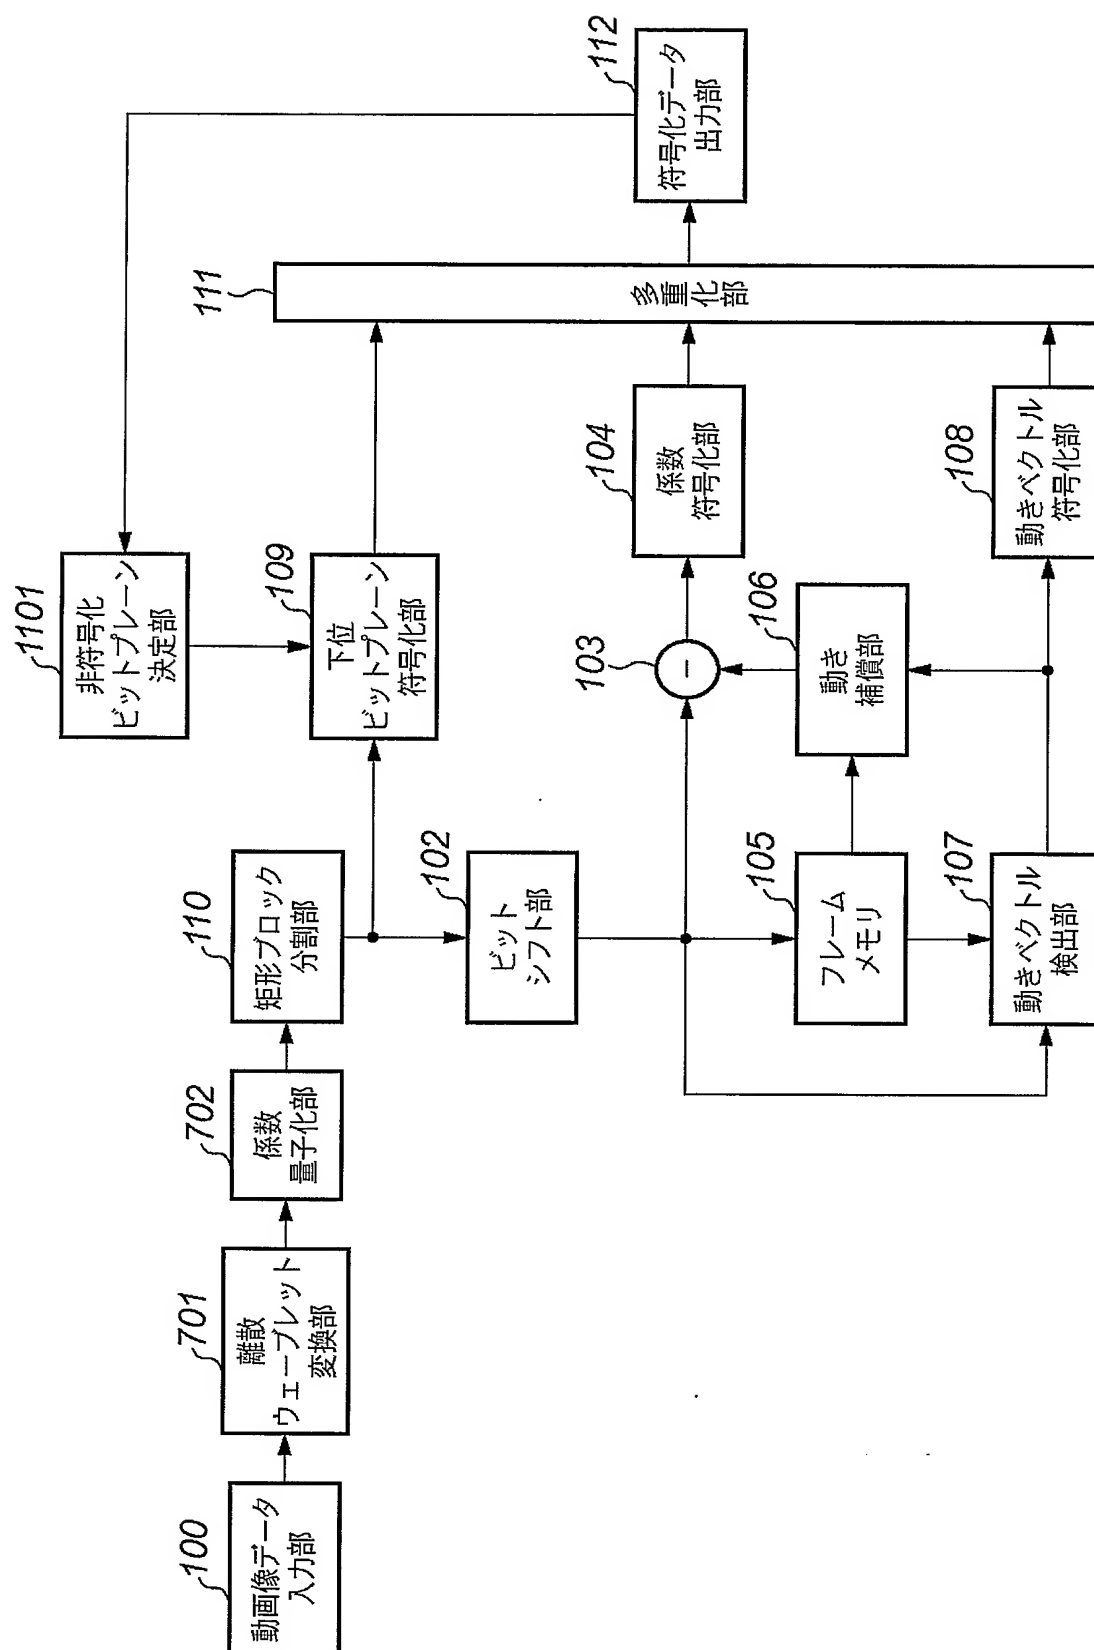 100
動画像データ
入力部
701
離散
ウェーブレット
変換部
702
係数
量子化部
110
矩形ブロック
分割部
1101
非符号化
ビットプレーン
決定部
109
下位
ビットプレーン
符号化部
102
ビット
シフト部
103
−
104
係数
符号化部
105
フレーム
メモリ
106
動き
補償部
107
動きベクトル
検出部
108
動きベクトル
符号化部
111
多重化部
112
符号化データ
出力部